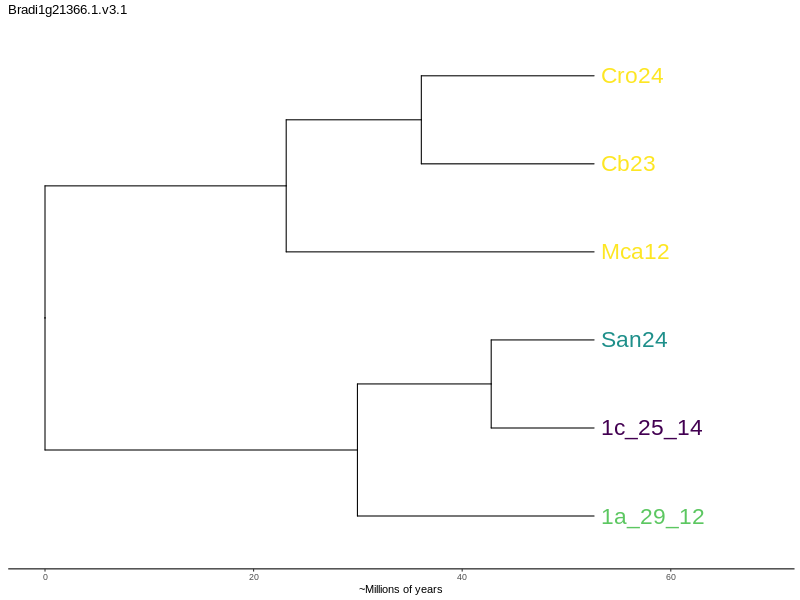 Bradi1g21366.1.v3.1
Cro24
Cb23
Mca12
San24
1c_25_14
1a_29_12
0 20 40 60
~Millions of years